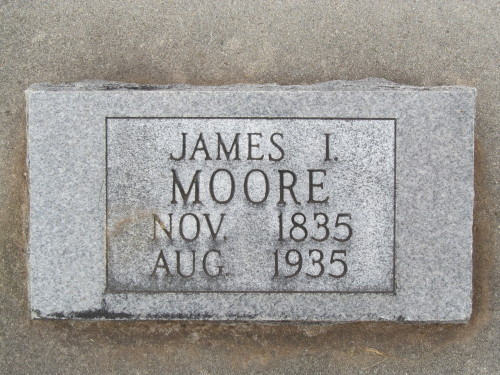 JAMES I.
MOORE
NOV. 1835
AUG. 1935